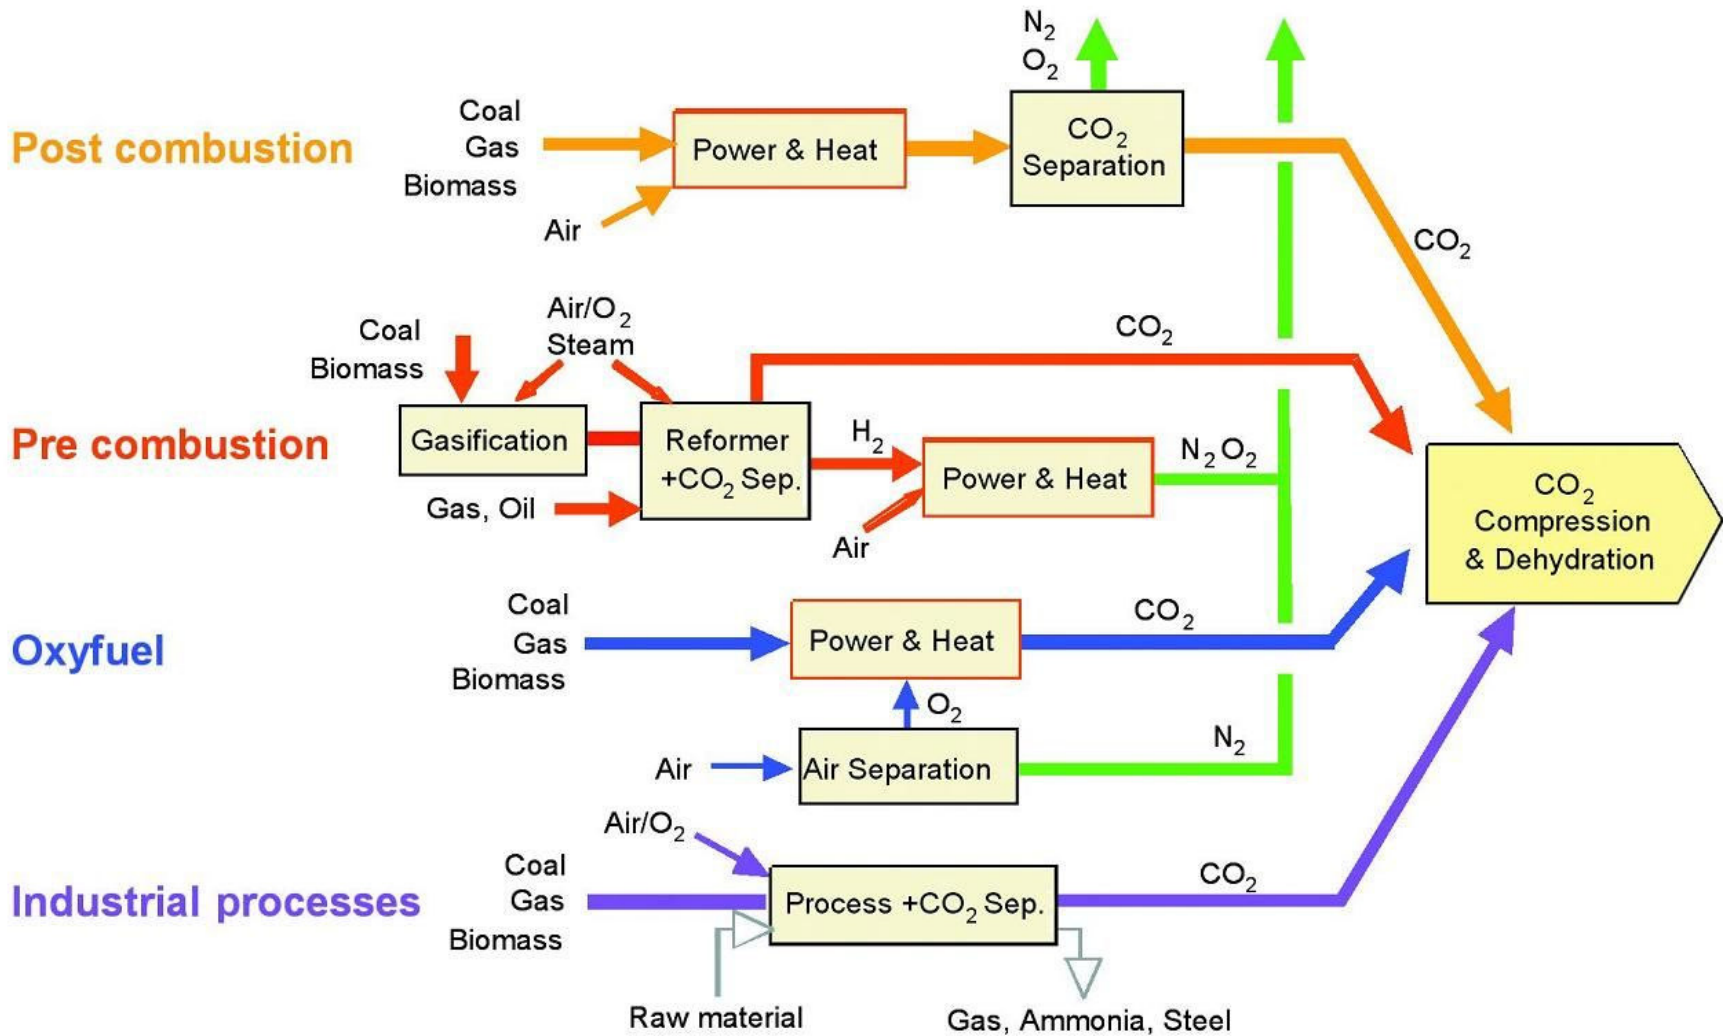 N2
O2
Post combustion
Coal
Gas
Biomass
Air
Power & Heat
CO2
Separation
CO2
Pre combustion
Coal
Biomass
Air/O2
Steam
Gasification
Gas, Oil
Reformer
+CO2 Sep.
CO2
H2
Air
Power & Heat
N2 O2
CO2
Compression
& Dehydration
Oxyfuel
Coal
Gas
Biomass
Power & Heat
CO2
O2
Air
Air Separation
N2
Industrial processes
Air/O2
Coal
Gas
Biomass
Process +CO2 Sep.
CO2
Raw material
Gas, Ammonia, Steel